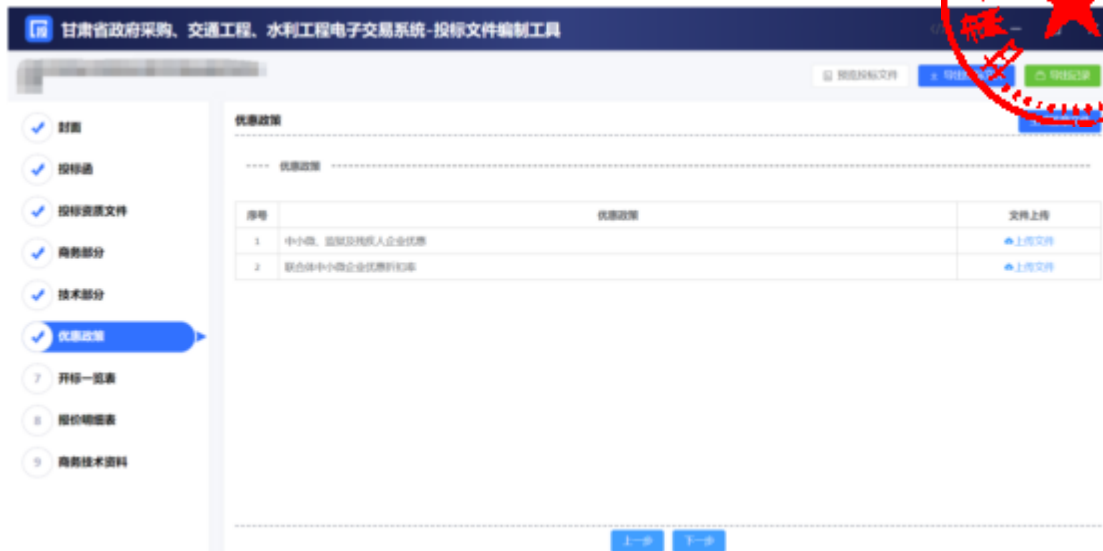 甘肃省政府采购、交通工程、水利工程电子交易系统-投标文件编制工具
预览投标文件
导出记录
封面
投标函
投标资质文件
商务部分
技术部分
优惠政策
7 开标一览表
8 报价明细表
9 商务技术资料
优惠政策
优惠政策
序号 优惠政策 文件上传
1 中小微、监狱及残疾人企业优惠 上传文件
2 联合体中小微企业优惠折扣率 上传文件
上一步 下一步